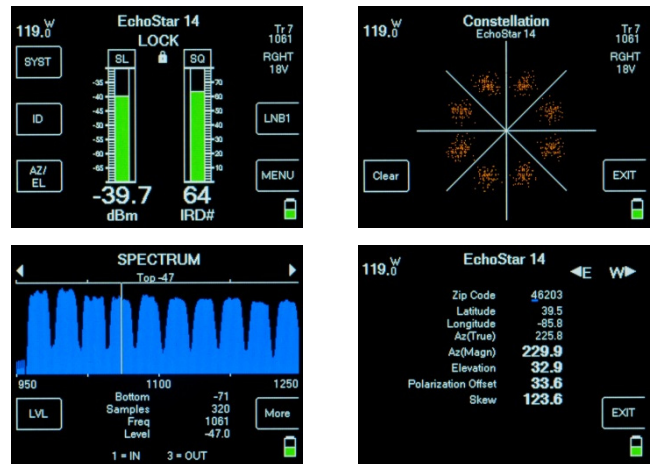 119.0 W
EchoStar 14
LOCK
Tr 7
1061
SYST
SL
SQ
RGHT
18V
-35
-40
-45
-50
-55
-60
-65
70
60
50
40
30
20
10
ID
LNB1
AZ/
EL
MENU
-39.7
dBm
64
IRD#
119.0 W
Constellation
EchoStar 14
Tr 7
1061
RGHT
18V
Clear
EXIT
SPECTRUM
Top -47
950 1100 1250
LVL
Bottom -71
Samples 320
Freq 1061
Level -47.0
More
1 = IN 3 = OUT
119.0 W
EchoStar 14
E W
Zip Code 46203
Latitude 39.5
Longitude -85.8
Az(True) 225.8
Az(Magn) 229.9
Elevation 32.9
Polarization Offset 33.6
Skew 123.6
EXIT